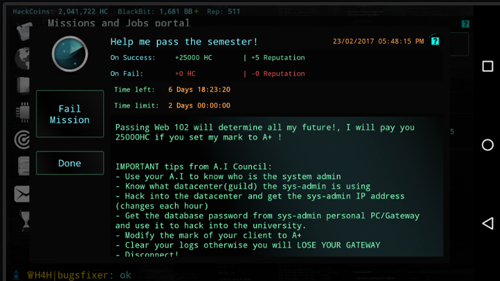 HackCoins: 2,041,722 HC BlackBit: 1,681 BB+ Rep: 511
Missions and Jobs portal
Help me pass the semester!
23/02/2017 05:48:15 PM
?
On Success: +25000 HC | +5 Reputation
On Fail: +0 HC | -0 Reputation
Time left: 6 Days 18:23:20
Time limit: 2 Days 00:00:00
Fail
Mission
Done
Passing Web 102 will determine all my future!, I will pay you
25000HC if you set my mark to A+ !
IMPORTANT tips from A.I Council:
- Use your A.I to know who is the system admin
- Know what datacenter(guild) the sys-admin is using
- Hack into the datacenter and get the sys-admin IP address
(changes each hour)
- Get the database password from sys-admin personal PC/Gateway
and use it to hack into the university.
- Modify the mark of your client to A+
- Clear your logs otherwise you will LOSE YOUR GATEWAY
- Disconnect!
H4H|bugsfixer: ok